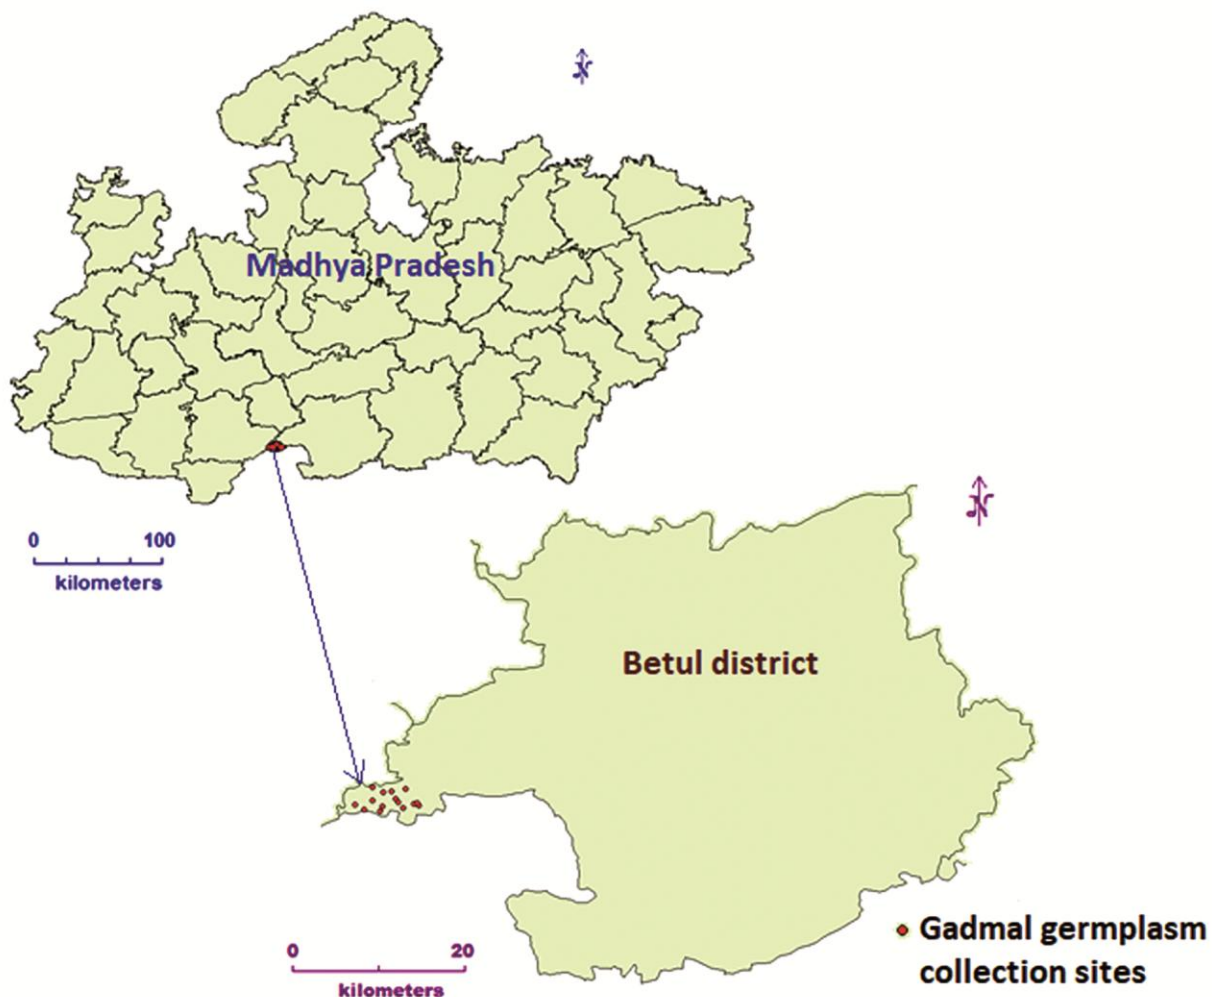 Madhya Pradesh
0 100
kilometers
Betul district
Gadmal germplasm
collection sites
0 20
kilometers